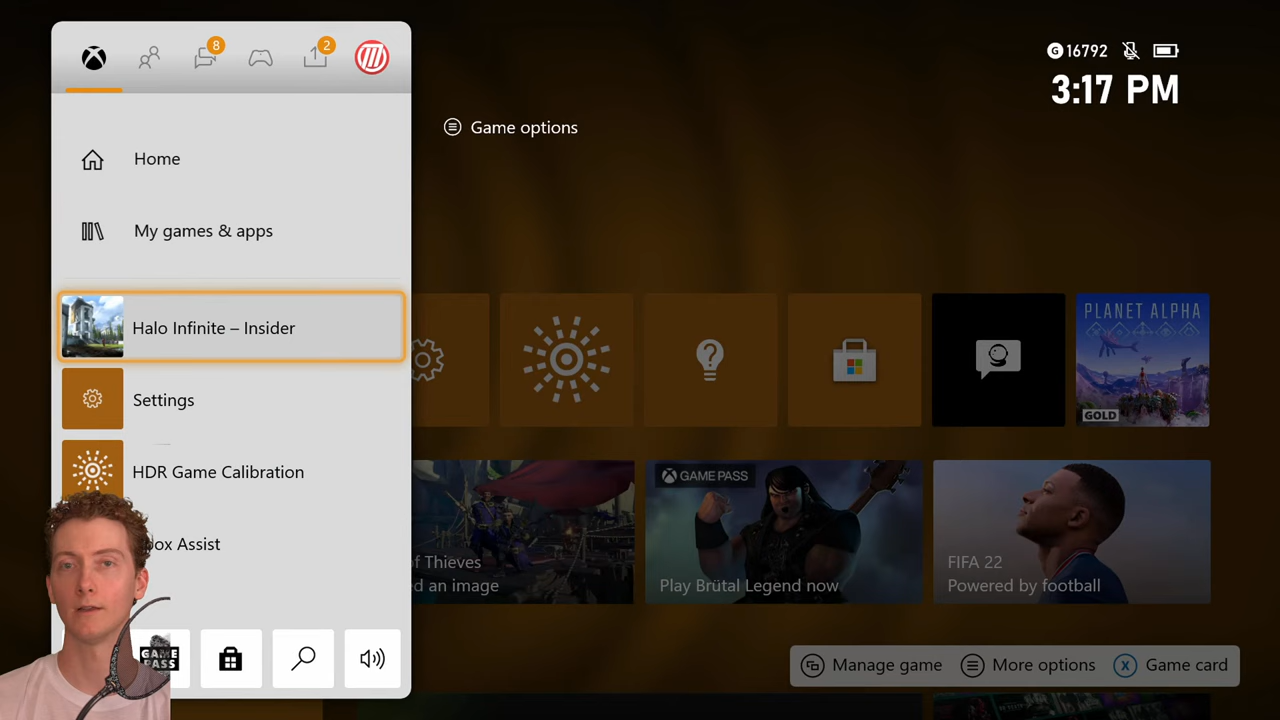 8
2
G 16792
3:17 PM
Game options
Home
My games & apps
Halo Infinite – Insider
Settings
HDR Game Calibration
box Assist
PLANET ALPHA
GOLD
of Thieves
d an image
GAME PASS
Play Brütal Legend now
FIFA 22
Powered by football
GAME
PASS
Manage game
More options
X Game card